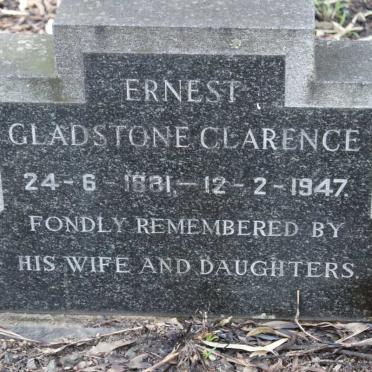 ERNEST
GLADSTONE CLARENCE
24-6-1881,-12-2-1947.
FONDLY REMEMBERED BY
HIS WIFE AND DAUGHTERS.